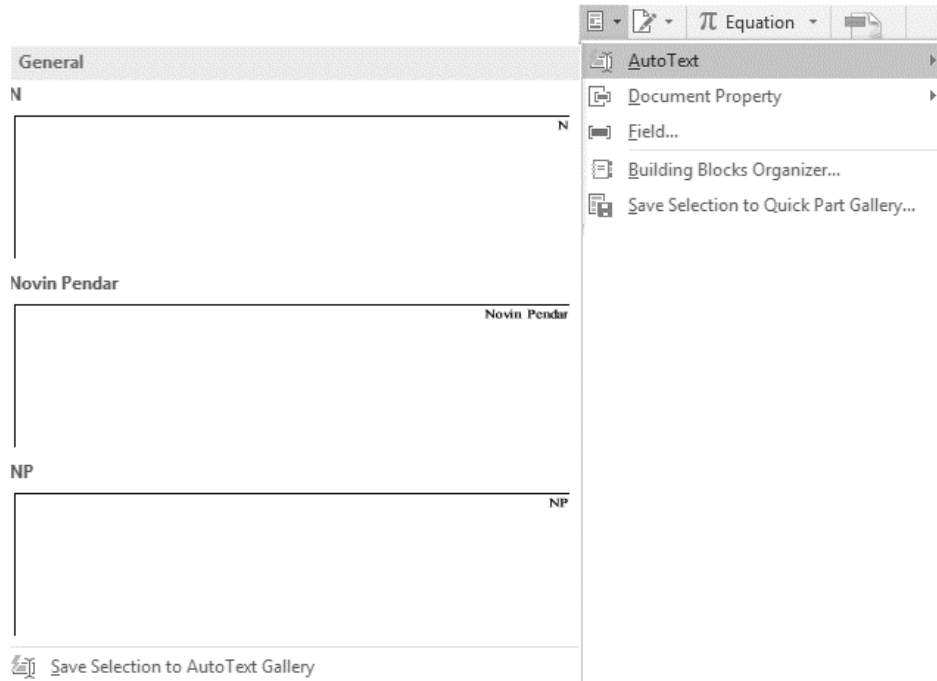 π Equation
General
N
N
Novin Pendar
Novin Pendar
NP
NP
Save Selection to AutoText Gallery
AutoText
Document Property
Field...
Building Blocks Organizer...
Save Selection to Quick Part Gallery...